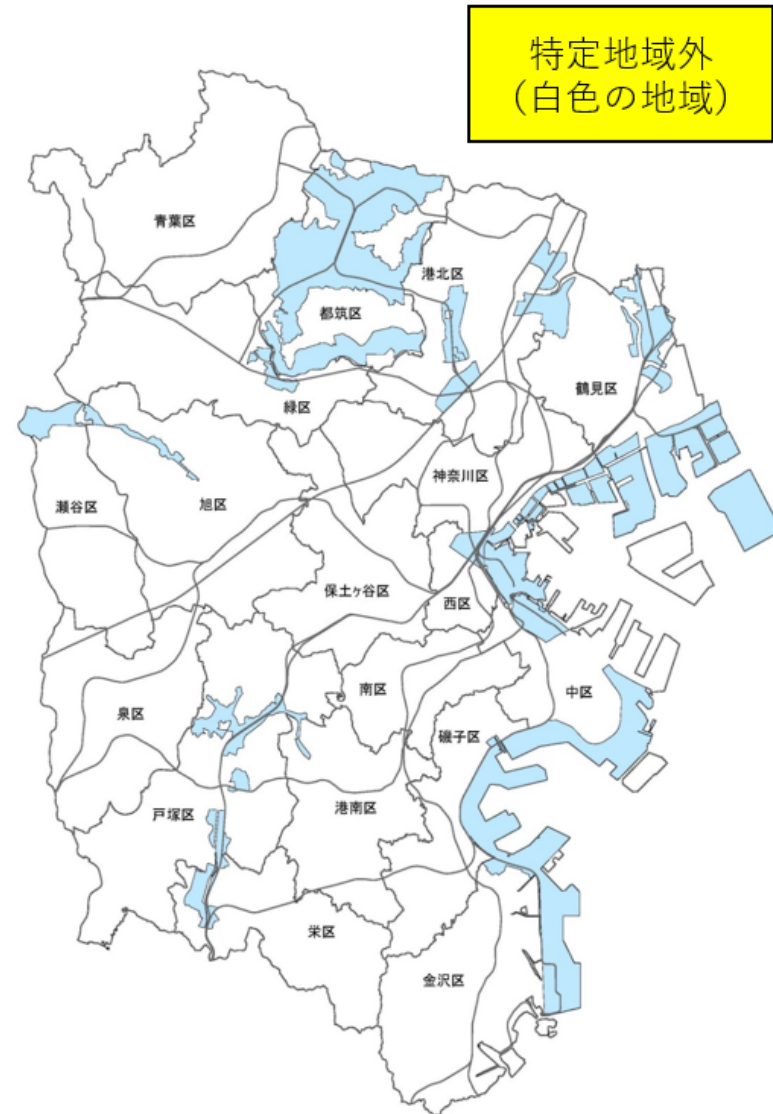 特定地域外
（白色の地域）
青葉区
港北区
都筑区
鶴見区
緑区
神奈川区
瀬谷区
旭区
保土ヶ谷区
西区
南区
中区
泉区
磯子区
戸塚区
港南区
栄区
金沢区